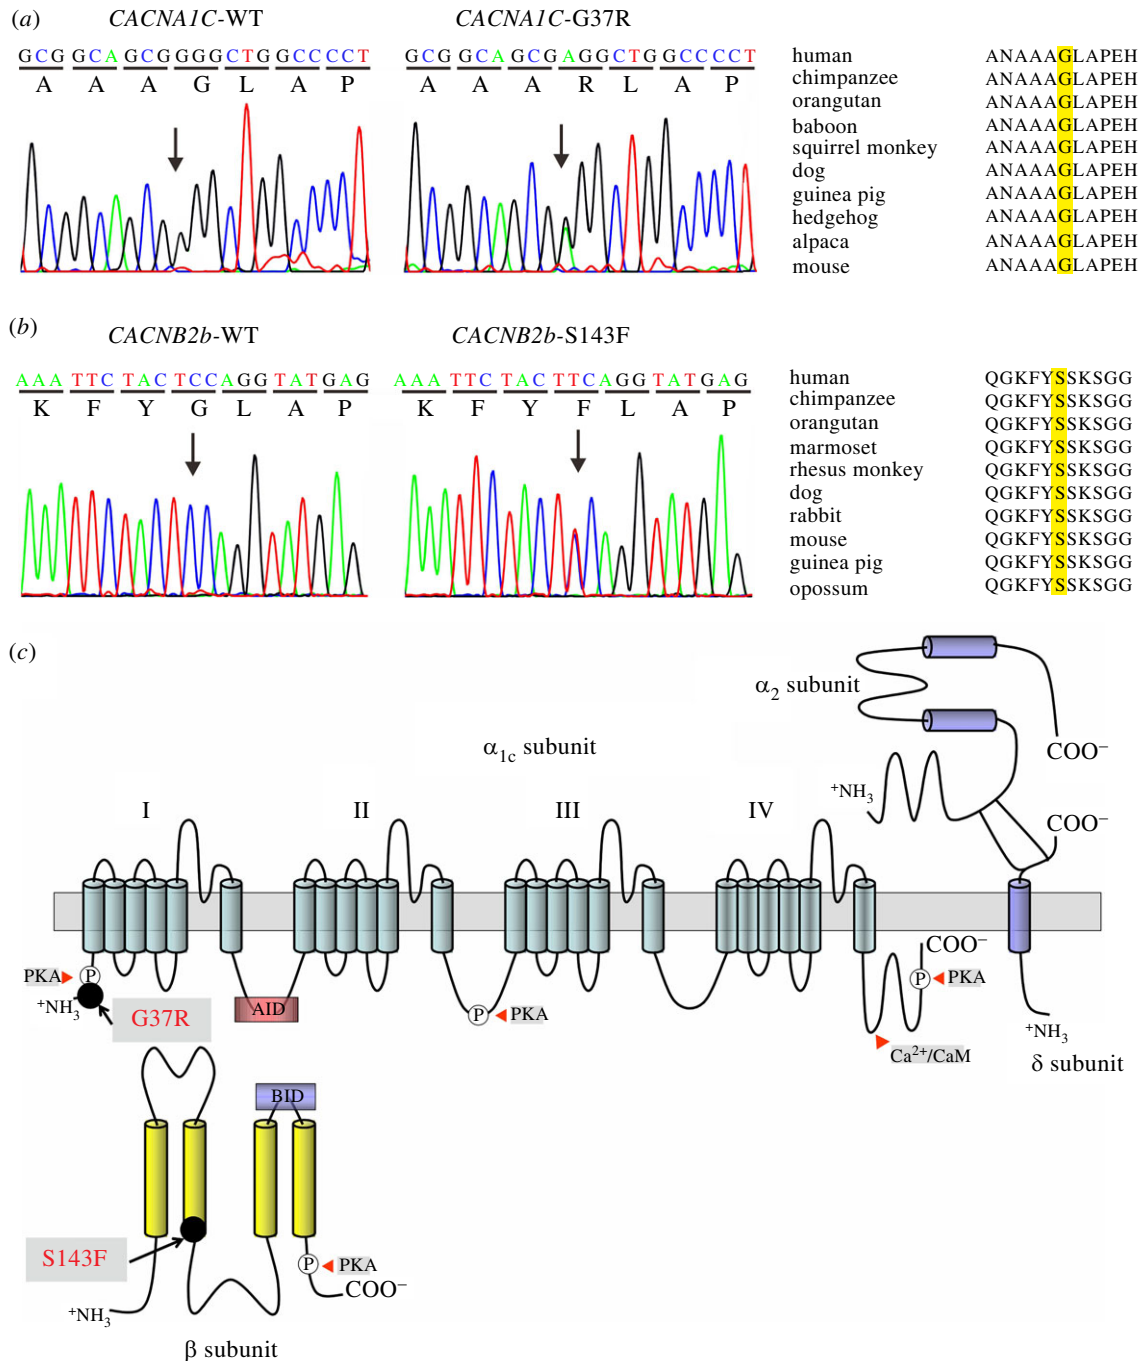 (a) CACNA1C-WT CACNA1C-G37R
GCG GCA GCG GGG CTG GCC CCT GCG GCA GCG AGG CTG GCC CCT
A A A G L A P A A A R L A P
human ANAAAGLAPEH
chimpanzee ANAAAGLAPEH
orangutan ANAAAGLAPEH
baboon ANAAAGLAPEH
squirrel monkey ANAAAGLAPEH
dog ANAAAGLAPEH
guinea pig ANAAAGLAPEH
hedgehog ANAAAGLAPEH
alpaca ANAAAGLAPEH
mouse ANAAAGLAPEH
(b) CACNB2b-WT CACNB2b-S143F
AAA TTC TAC TCC AGG TAT GAG AAA TTC TAC TTC AGG TAT GAG
K F Y G L A P K F Y F L A P
human QGKFYSSKSGG
chimpanzee QGKFYSSKSGG
orangutan QGKFYSSKSGG
marmoset QGKFYSSKSGG
rhesus monkey QGKFYSSKSGG
dog QGKFYSSKSGG
rabbit QGKFYSSKSGG
mouse QGKFYSSKSGG
guinea pig QGKFYSSKSGG
opossum QGKFYSSKSGG
(c)
α2 subunit
α1c subunit
COO⁻
⁺NH3
COO⁻
I II III IV
COO⁻
PKA P
P PKA
⁺NH3
G37R
AID
P PKA
Ca²⁺/CaM
⁺NH3
δ subunit
BID
S143F
P PKA
COO⁻
⁺NH3
β subunit